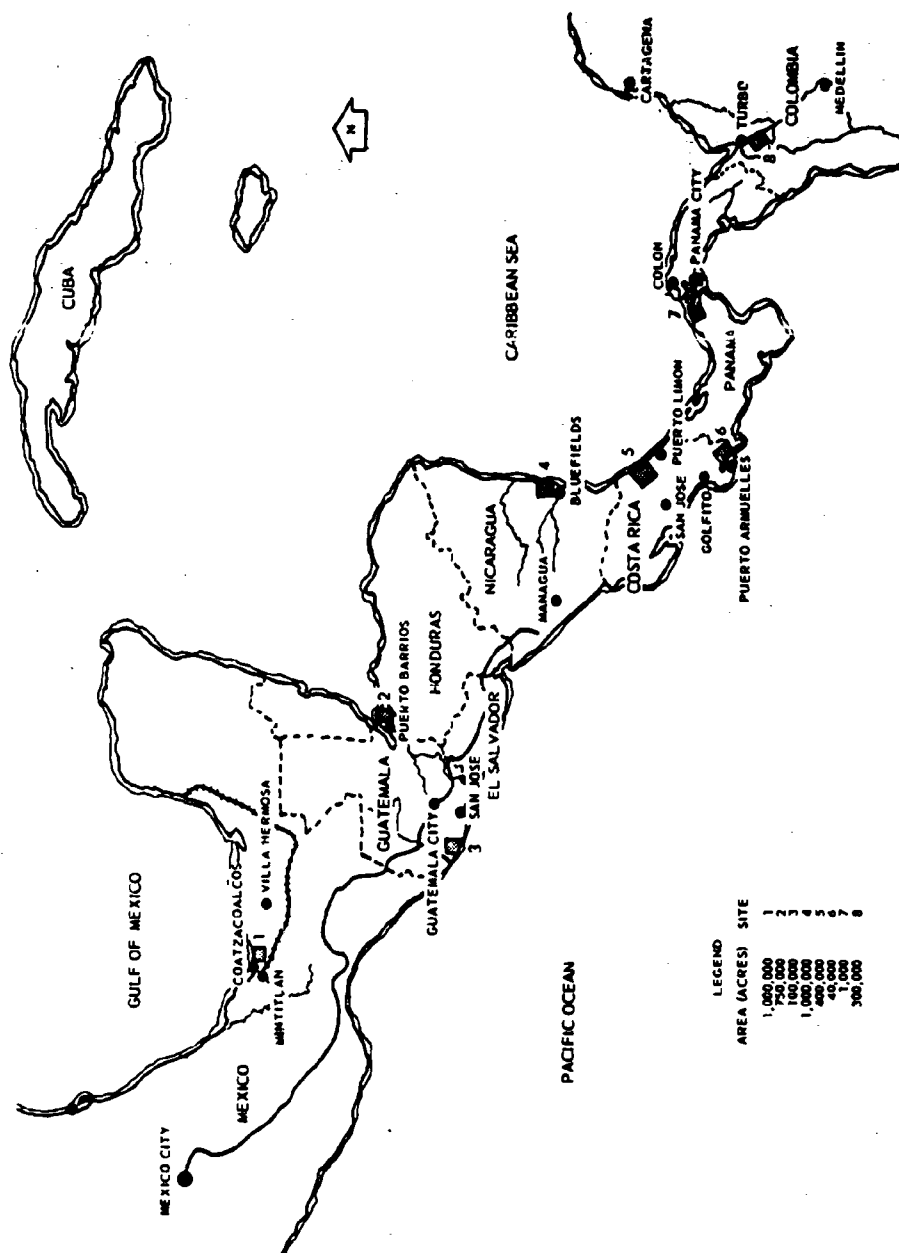 GULF OF MEXICO
CUBA
N
MEXICO CITY
MEXICO
COATZACOALCOS
1
MINTITLAN
VILLA HERMOSA
GUATEMALA
2
PUERTO BARRIOS
GUATEMALA CITY
HONDURAS
3
SAN JOSE
EL SALVADOR
NICARAGUA
MANAGUA
4
BLUEFIELDS
CARIBBEAN SEA
PACIFIC OCEAN
COSTA RICA
5
SAN JOSE
PUERTO LIMON
GOLFITO
6
PUERTO ARMUELLES
PANAMA
7
COLON
PANAMA CITY
CARTAGENA
TURBO
8
COLOMBIA
MEDELLIN
LEGEND
AREA (ACRES) SITE
1,000,000 1
750,000 2
100,000 3
1,000,000 4
400,000 5
40,000 6
1,000 7
300,000 8